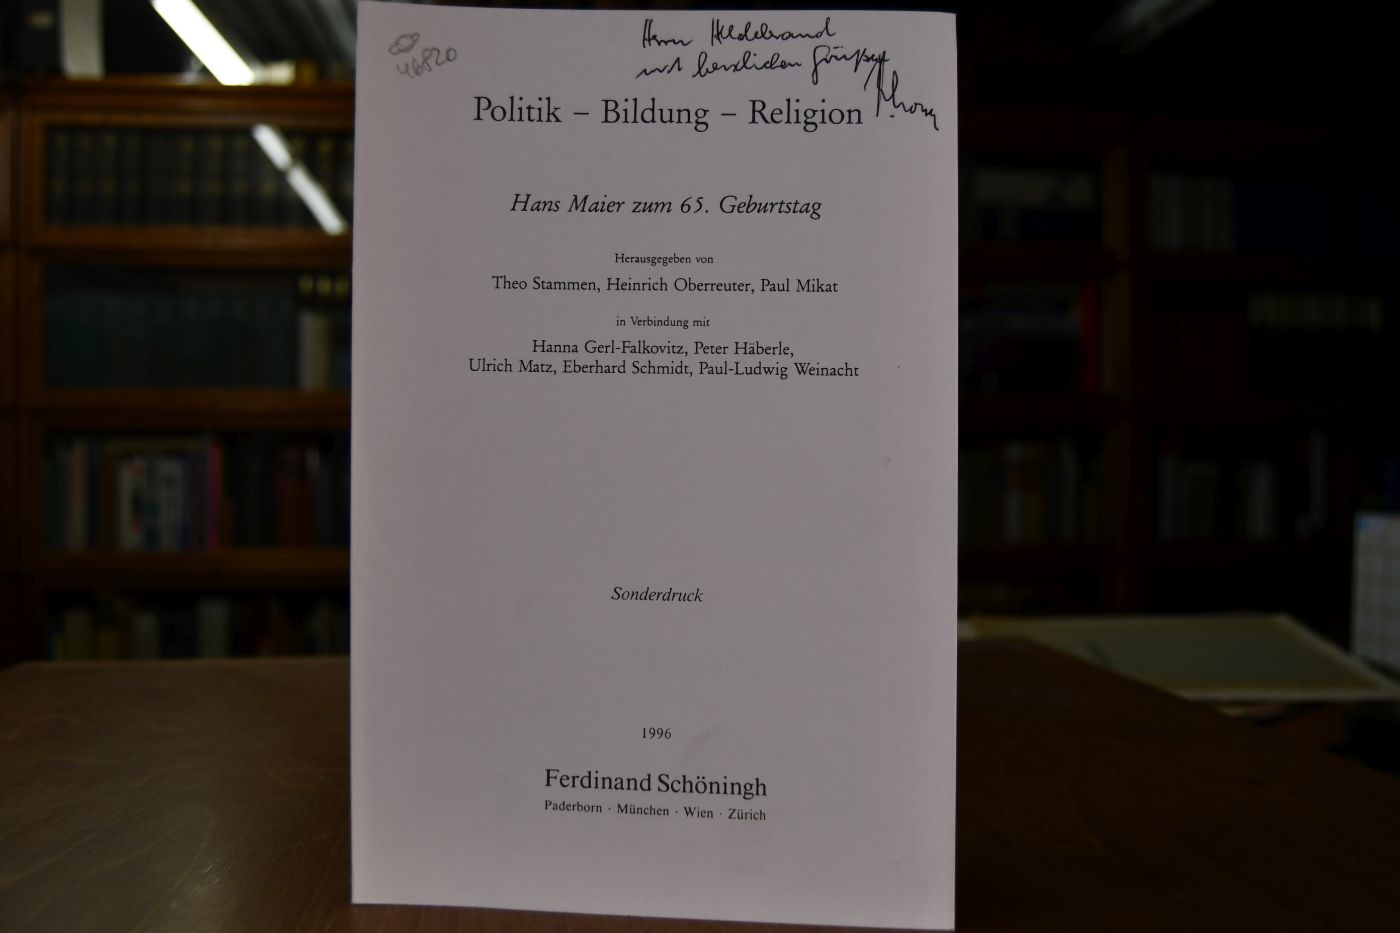 46820
Herrn Hildebrand
mit herzlichen Grüßen
Politik – Bildung – Religion
Hans Maier zum 65. Geburtstag
Herausgegeben von
Theo Stammen, Heinrich Oberreuter, Paul Mikat
in Verbindung mit
Hanna Gerl-Falkovitz, Peter Häberle,
Ulrich Matz, Eberhard Schmidt, Paul-Ludwig Weinacht
Sonderdruck
1996
Ferdinand Schöningh
Paderborn · München · Wien · Zürich